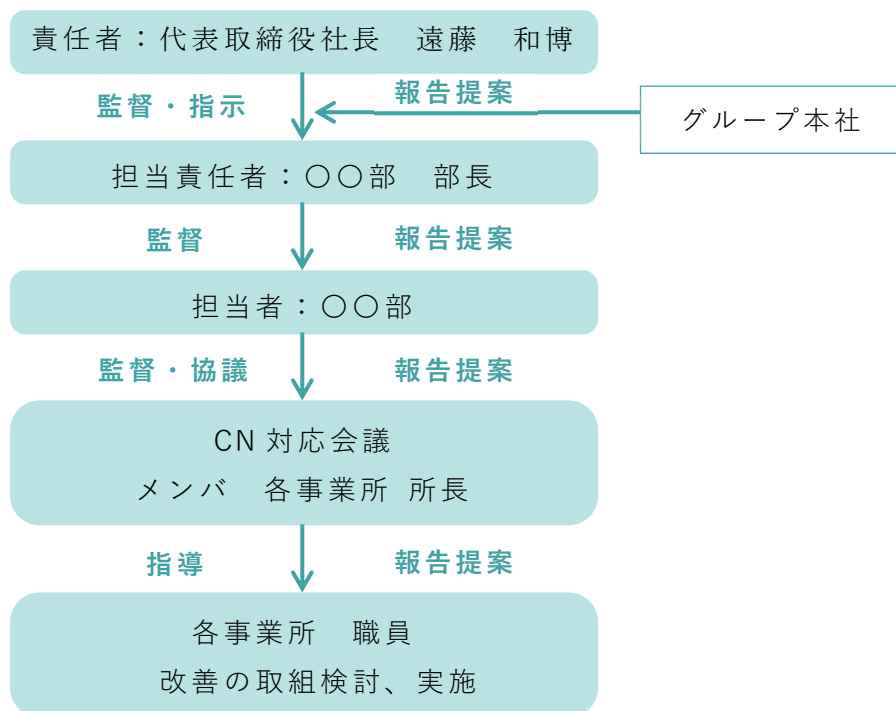 責任者：代表取締役社長　遠藤　和博
監督・指示
報告提案
グループ本社
担当責任者：〇〇部　部長
監督
報告提案
担当者：〇〇部
監督・協議
報告提案
CN 対応会議
メンバ　各事業所 所長
指導
報告提案
各事業所　職員
改善の取組検討、実施